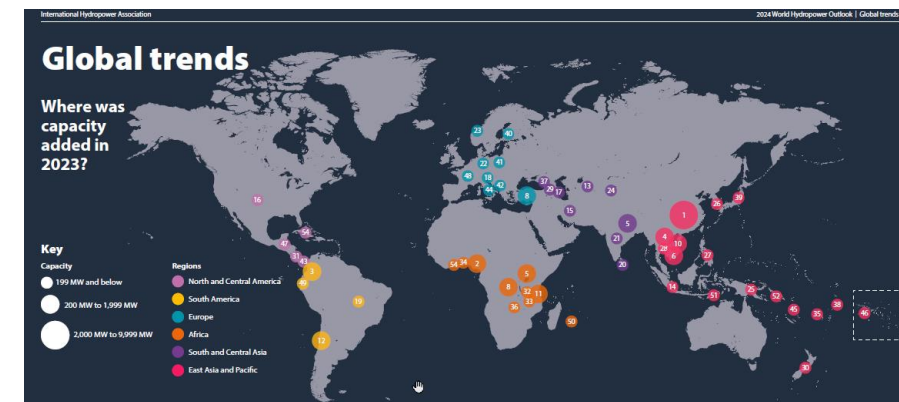 International Hydropower Association
2024 World Hydropower Outlook | Global trends
Global trends
Where was
capacity
added in
2023?
Key
Capacity
199 MW and below
200 MW to 1,999 MW
2,000 MW to 9,999 MW
Regions
North and Central America
South America
Europe
Africa
South and Central Asia
East Asia and Pacific
23
40
22
41
48
18
42
44
8
37
29
17
13
24
15
5
21
20
16
54
47
31
43
3
19
12
54
34
2
5
8
32
11
33
36
50
1
26
39
4
10
6
27
14
51
25
52
45
35
38
46
30